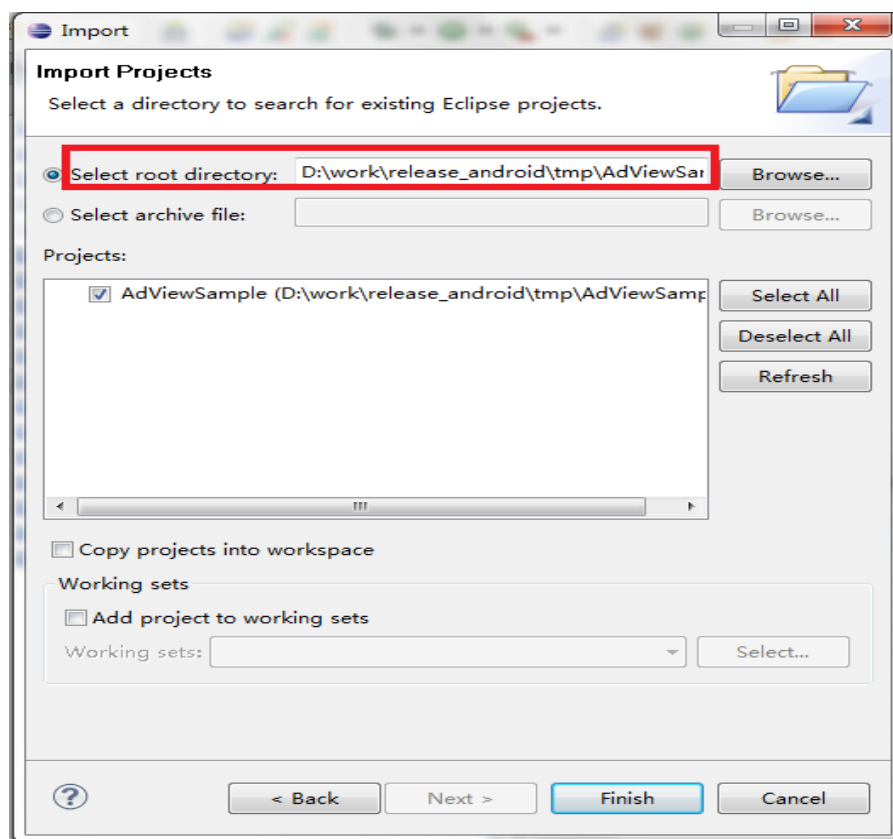 Import
Import Projects
Select a directory to search for existing Eclipse projects.
Select root directory: D:\work\release_android\tmp\AdViewSar Browse...
Select archive file: Browse...
Projects:
AdViewSample (D:\work\release_android\tmp\AdViewSamp
Select All
Deselect All
Refresh
Copy projects into workspace
Working sets
Add project to working sets
Working sets: Select...
? < Back Next > Finish Cancel